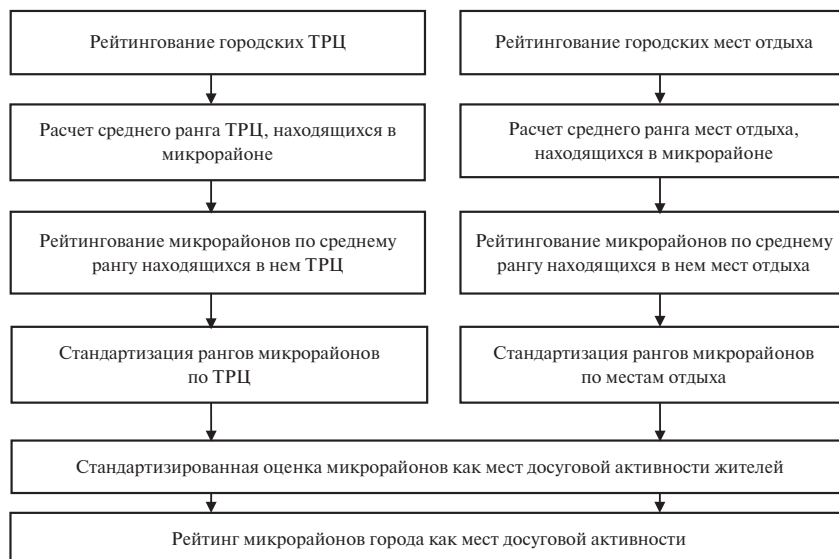 Рейтингование городских ТРЦ
Рейтингование городских мест отдыха
Расчет среднего ранга ТРЦ, находящихся в
микрорайоне
Расчет среднего ранга мест отдыха,
находящихся в микрорайоне
Рейтингование микрорайонов по среднему
рангу находящихся в нем ТРЦ
Рейтингование микрорайонов по среднему
рангу находящихся в нем мест отдыха
Стандартизация рангов микрорайонов
по ТРЦ
Стандартизация рангов микрорайонов
по местам отдыха
Стандартизированная оценка микрорайонов как мест досуговой активности жителей
Рейтинг микрорайонов города как мест досуговой активности